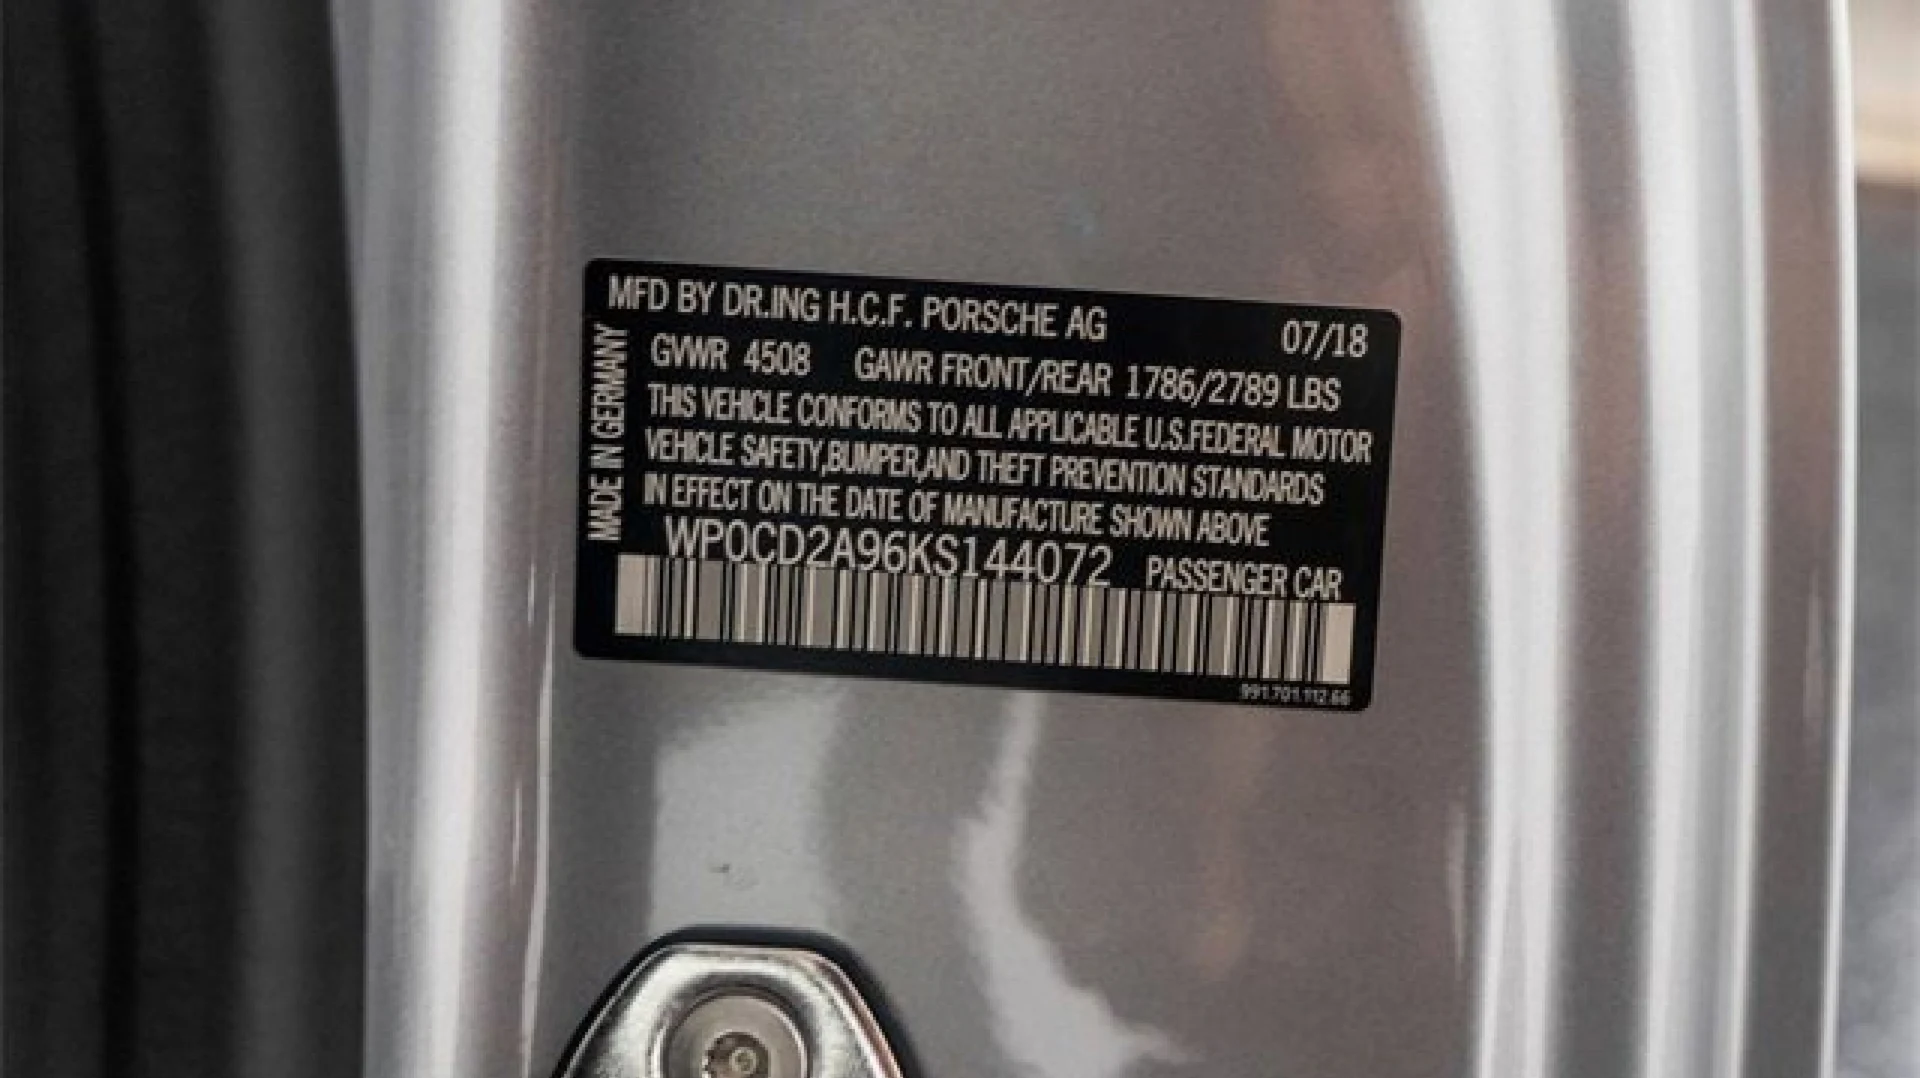 MFD BY DR.ING H.C.F. PORSCHE AG 07/18
GVWR 4508 GAWR FRONT/REAR 1786/2789 LBS
THIS VEHICLE CONFORMS TO ALL APPLICABLE U.S.FEDERAL MOTOR
VEHICLE SAFETY,BUMPER,AND THEFT PREVENTION STANDARDS
IN EFFECT ON THE DATE OF MANUFACTURE SHOWN ABOVE
WP0CD2A96KS144072 PASSENGER CAR
991.701.112.66
MADE IN GERMANY